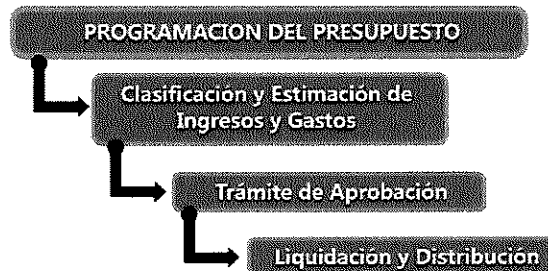 PROGRAMACION DEL PRESUPUESTO
Clasificación y Estimación de
Ingresos y Gastos
Trámite de Aprobación
Liquidación y Distribución